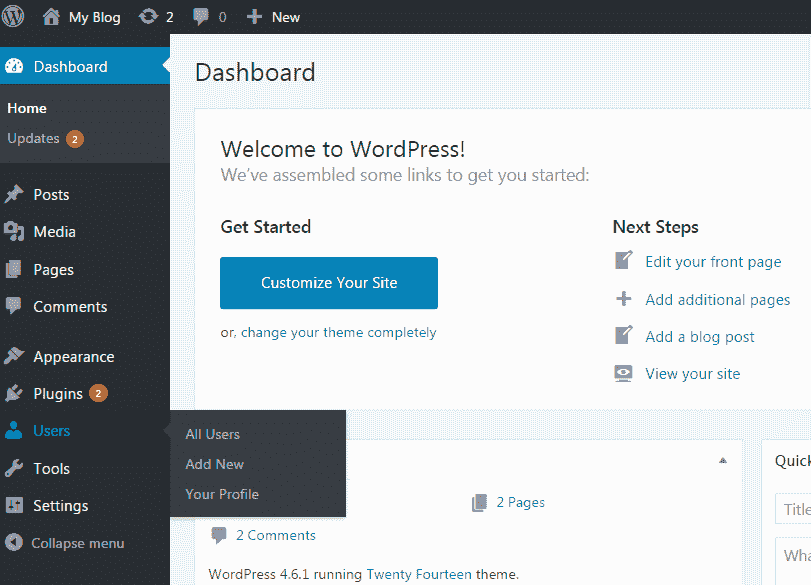 My Blog 2 0 New
Dashboard
Home
Updates 2
Posts
Media
Pages
Comments
Appearance
Plugins 2
Users
All Users
Add New
Your Profile
Tools
Settings
Collapse menu
Dashboard
Welcome to WordPress!
We've assembled some links to get you started:
Get Started
Customize Your Site
or, change your theme completely
Next Steps
Edit your front page
Add additional pages
Add a blog post
View your site
2 Pages
2 Comments
WordPress 4.6.1 running Twenty Fourteen theme.
Quick
Title
Wha